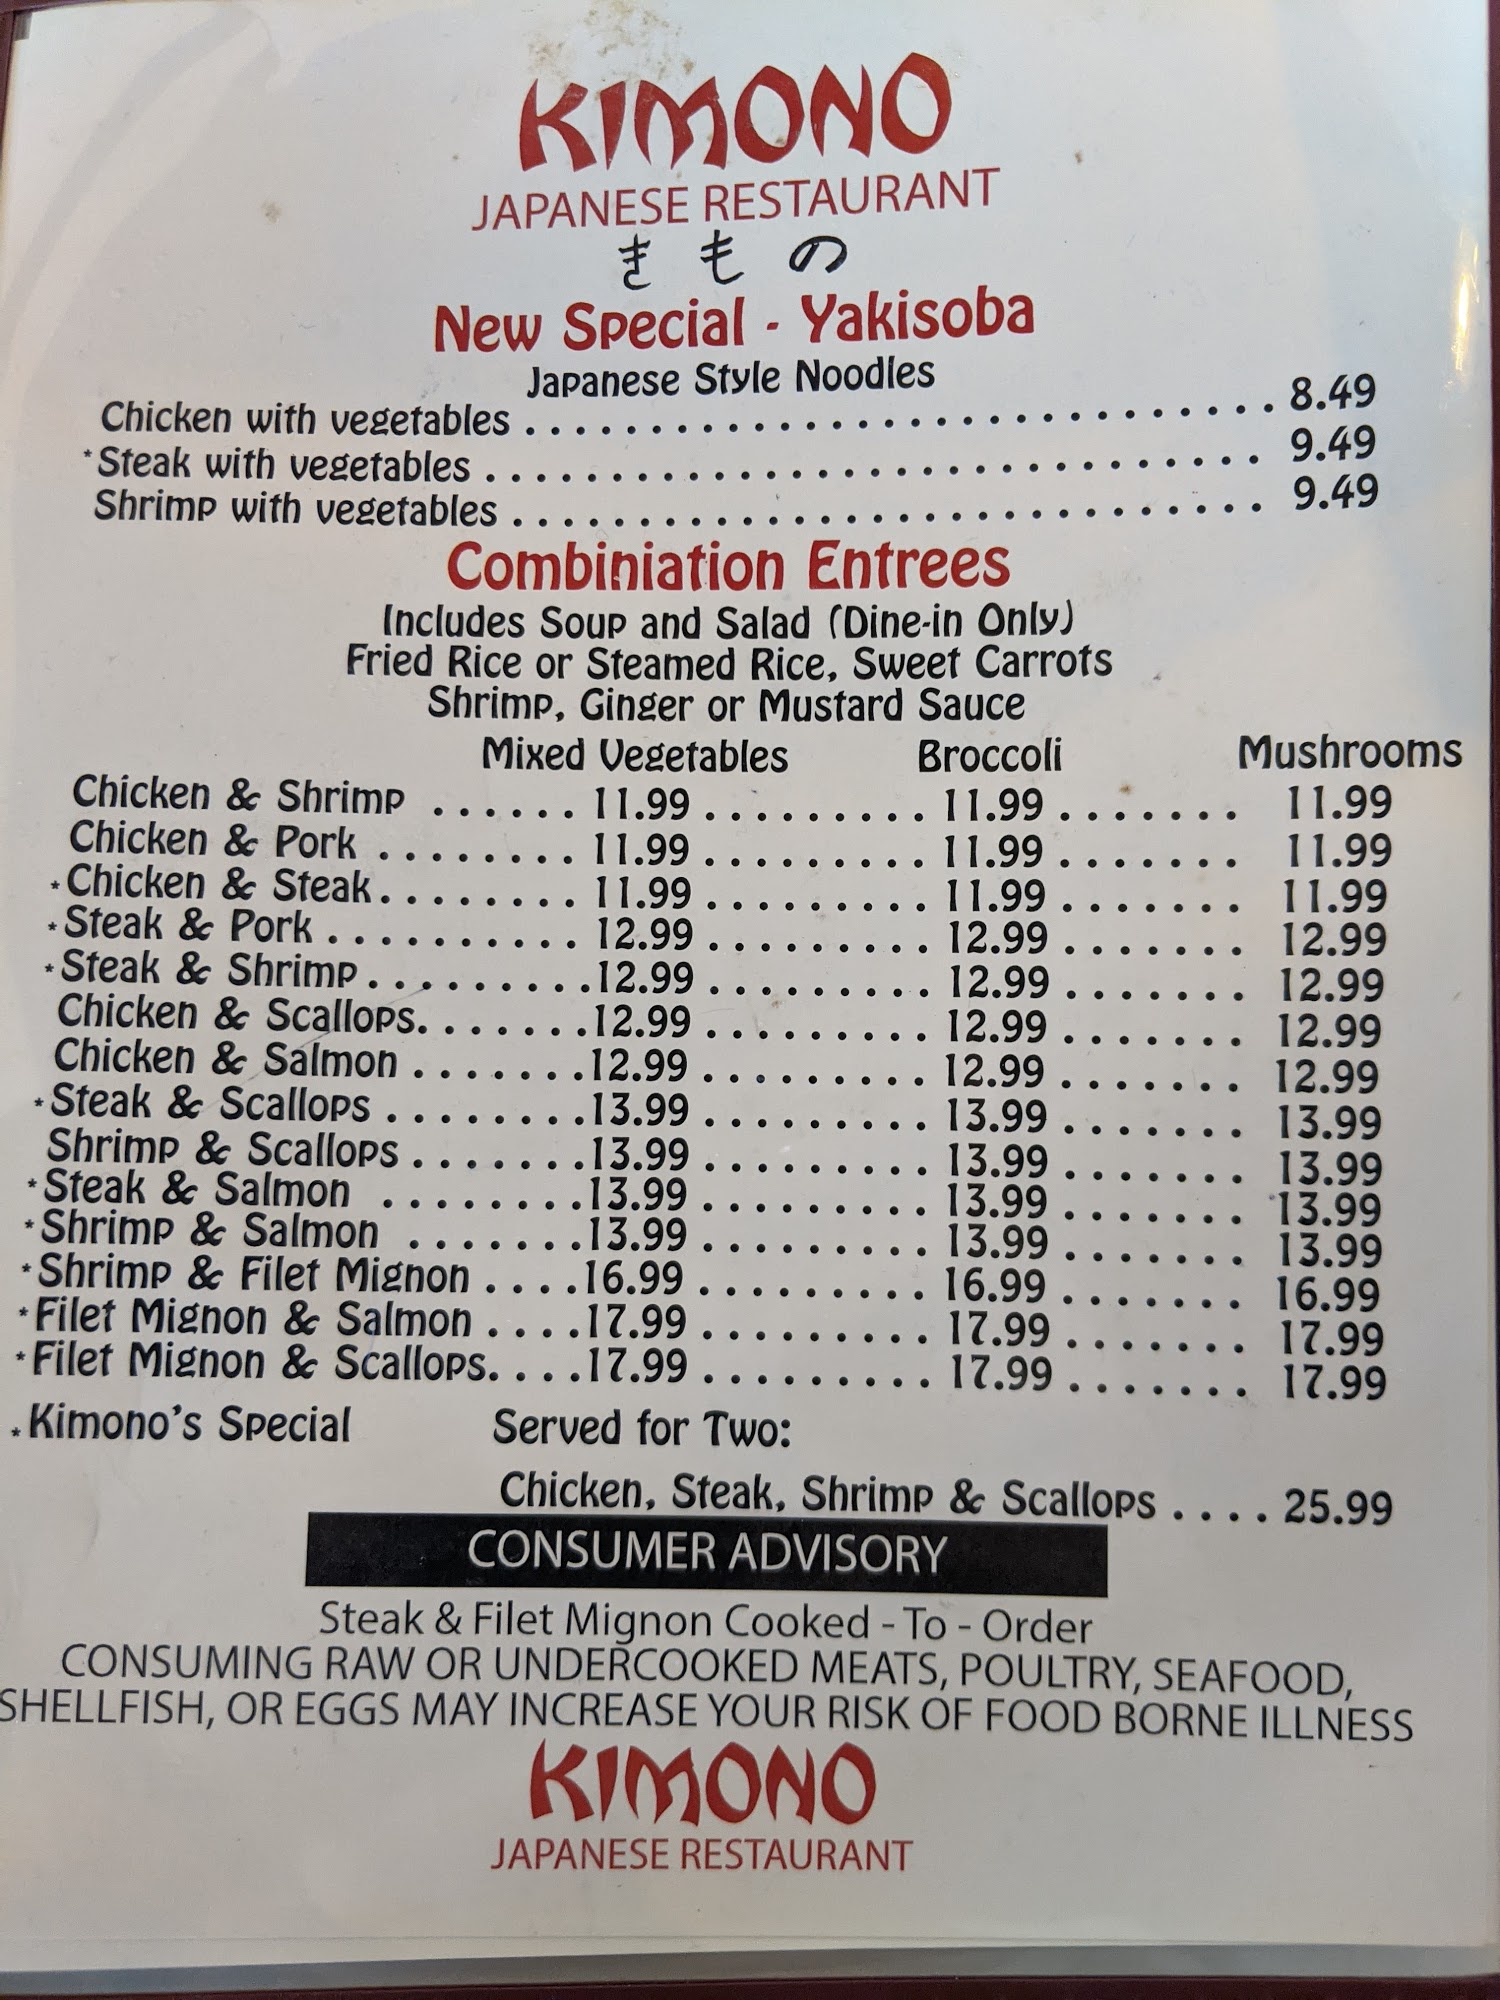 KIMONO
JAPANESE RESTAURANT
きもの
New Special - Yakisoba
Japanese Style Noodles
Chicken with vegetables . . . . . . . . . . . . . . . . . . . . . . . . . . . . . 8.49
*Steak with vegetables . . . . . . . . . . . . . . . . . . . . . . . . . . . . . . 9.49
Shrimp with vegetables . . . . . . . . . . . . . . . . . . . . . . . . . . . . . 9.49
Combiniation Entrees
Includes Soup and Salad (Dine-in Only)
Fried Rice or Steamed Rice, Sweet Carrots
Shrimp, Ginger or Mustard Sauce
Mixed Vegetables Broccoli Mushrooms
Chicken & Shrimp . . . . . . 11.99 . . . . . . . . . 11.99 . . . . . . . 11.99
Chicken & Pork . . . . . . . . 11.99 . . . . . . . . . 11.99 . . . . . . . 11.99
*Chicken & Steak. . . . . . . . 11.99 . . . . . . . . . 11.99 . . . . . . . 11.99
*Steak & Pork . . . . . . . . . . 12.99 . . . . . . . . . 12.99 . . . . . . . 12.99
*Steak & Shrimp . . . . . . . . .12.99 . . . . . . . . . 12.99 . . . . . . . 12.99
Chicken & Scallops. . . . . . .12.99 . . . . . . . . . 12.99 . . . . . . . 12.99
Chicken & Salmon . . . . . . .12.99 . . . . . . . . . 12.99 . . . . . . . 12.99
*Steak & Scallops . . . . . . . .13.99 . . . . . . . . . 13.99 . . . . . . . 13.99
Shrimp & Scallops . . . . . . .13.99 . . . . . . . . . 13.99 . . . . . . . 13.99
*Steak & Salmon . . . . . . . .13.99 . . . . . . . . . 13.99 . . . . . . . 13.99
*Shrimp & Salmon . . . . . . .13.99 . . . . . . . . . 13.99 . . . . . . . 13.99
*Shrimp & Filet Mignon . . . .16.99 . . . . . . . . . 16.99 . . . . . . . 16.99
*Filet Mignon & Salmon . . . .17.99 . . . . . . . . . 17.99 . . . . . . . 17.99
*Filet Mignon & Scallops. . . .17.99 . . . . . . . . . 17.99 . . . . . . . 17.99
*Kimono's Special Served for Two:
Chicken, Steak, Shrimp & Scallops . . . . 25.99
CONSUMER ADVISORY
Steak & Filet Mignon Cooked - To - Order
CONSUMING RAW OR UNDERCOOKED MEATS, POULTRY, SEAFOOD,
SHELLFISH, OR EGGS MAY INCREASE YOUR RISK OF FOOD BORNE ILLNESS
KIMONO
JAPANESE RESTAURANT